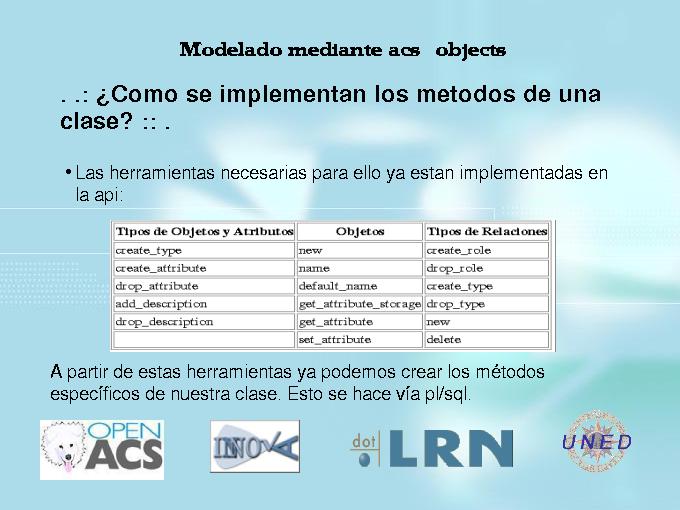 Modelado mediante acs objects
. .: ¿Como se implementan los metodos de una
clase? :: .
• Las herramientas necesarias para ello ya estan implementadas en
la api:
Tipos de Objetos y Atributos Objetos Tipos de Relaciones
create_type new create_role
create_attribute name drop_role
drop_attribute default_name create_type
add_description get_attribute_storage drop_type
drop_description get_attribute new
set_attribute delete
A partir de estas herramientas ya podemos crear los métodos
específicos de nuestra clase. Esto se hace vía pl/sql.
OPEN
ACS
INNOVA
dot LRN
UNED